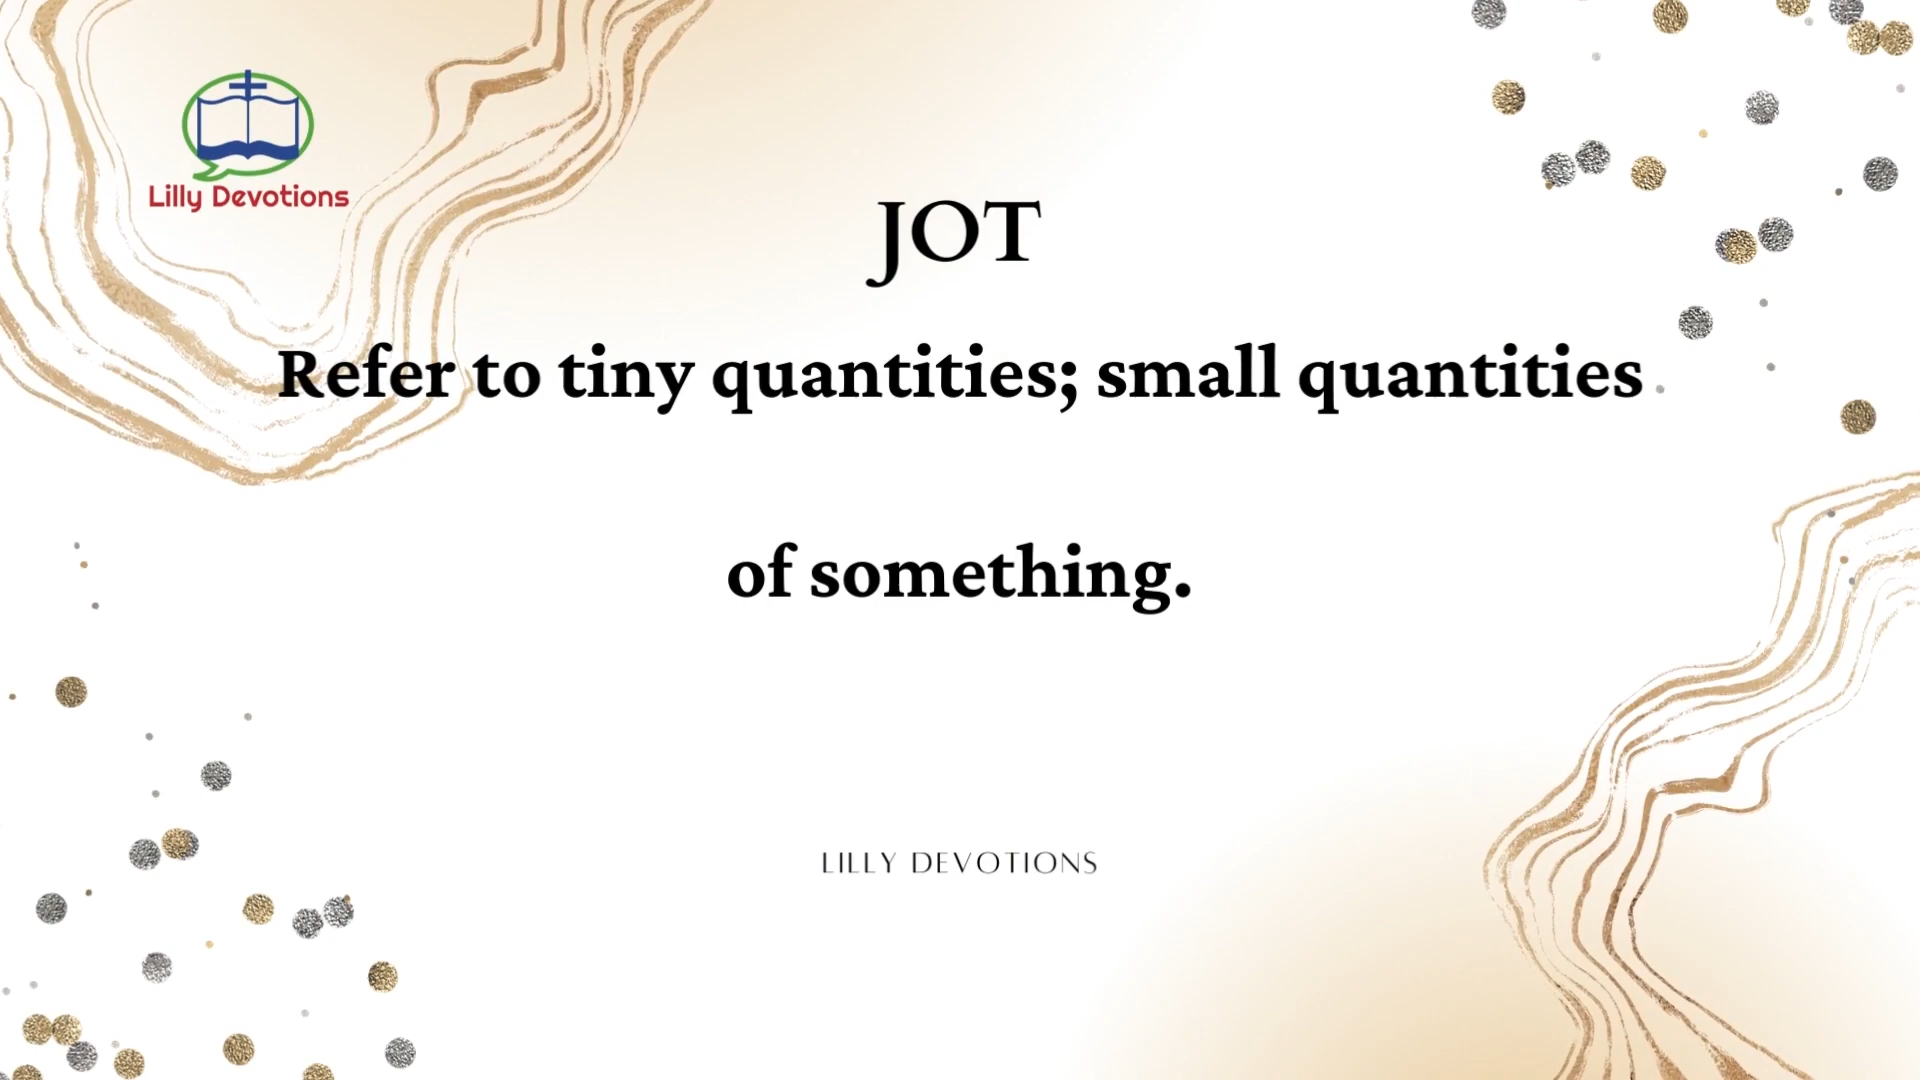 Lilly Devotions
JOT
Refer to tiny quantities; small quantities
of something.
LILLY DEVOTIONS